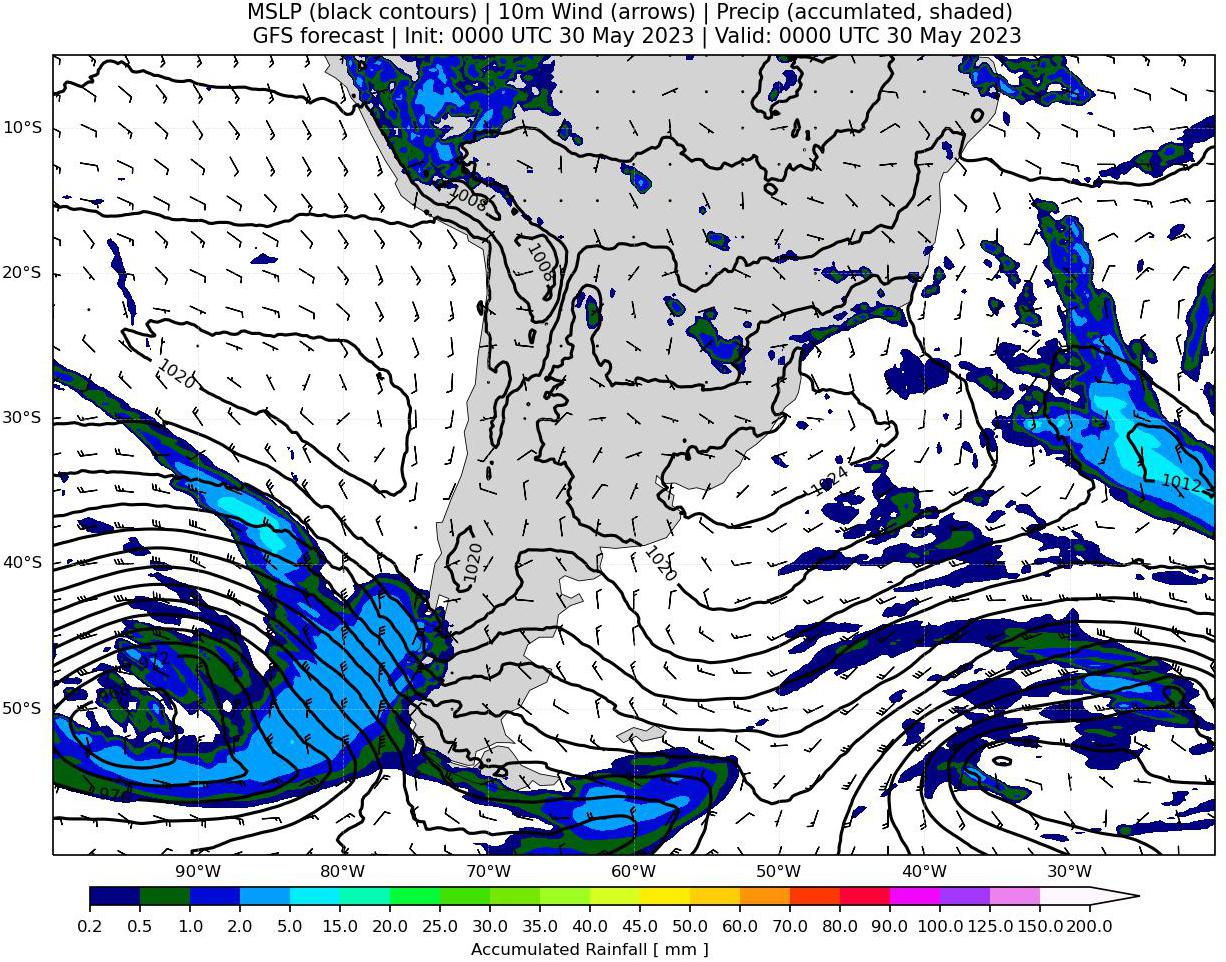 MSLP (black contours) | 10m Wind (arrows) | Precip (accumlated, shaded)
GFS forecast | Init: 0000 UTC 30 May 2023 | Valid: 0000 UTC 30 May 2023
10°S
1008
1008
20°S
1020
30°S
1024
1012
1020
1020
40°S
972
50°S
90°W 80°W 70°W 60°W 50°W 40°W 30°W
0.2 0.5 1.0 2.0 5.0 10.0 15.0 20.0 25.0 30.0 35.0 40.0 45.0 50.0 60.0 70.0 80.0 90.0 100.0 125.0 150.0 200.0
Accumulated Rainfall [ mm ]